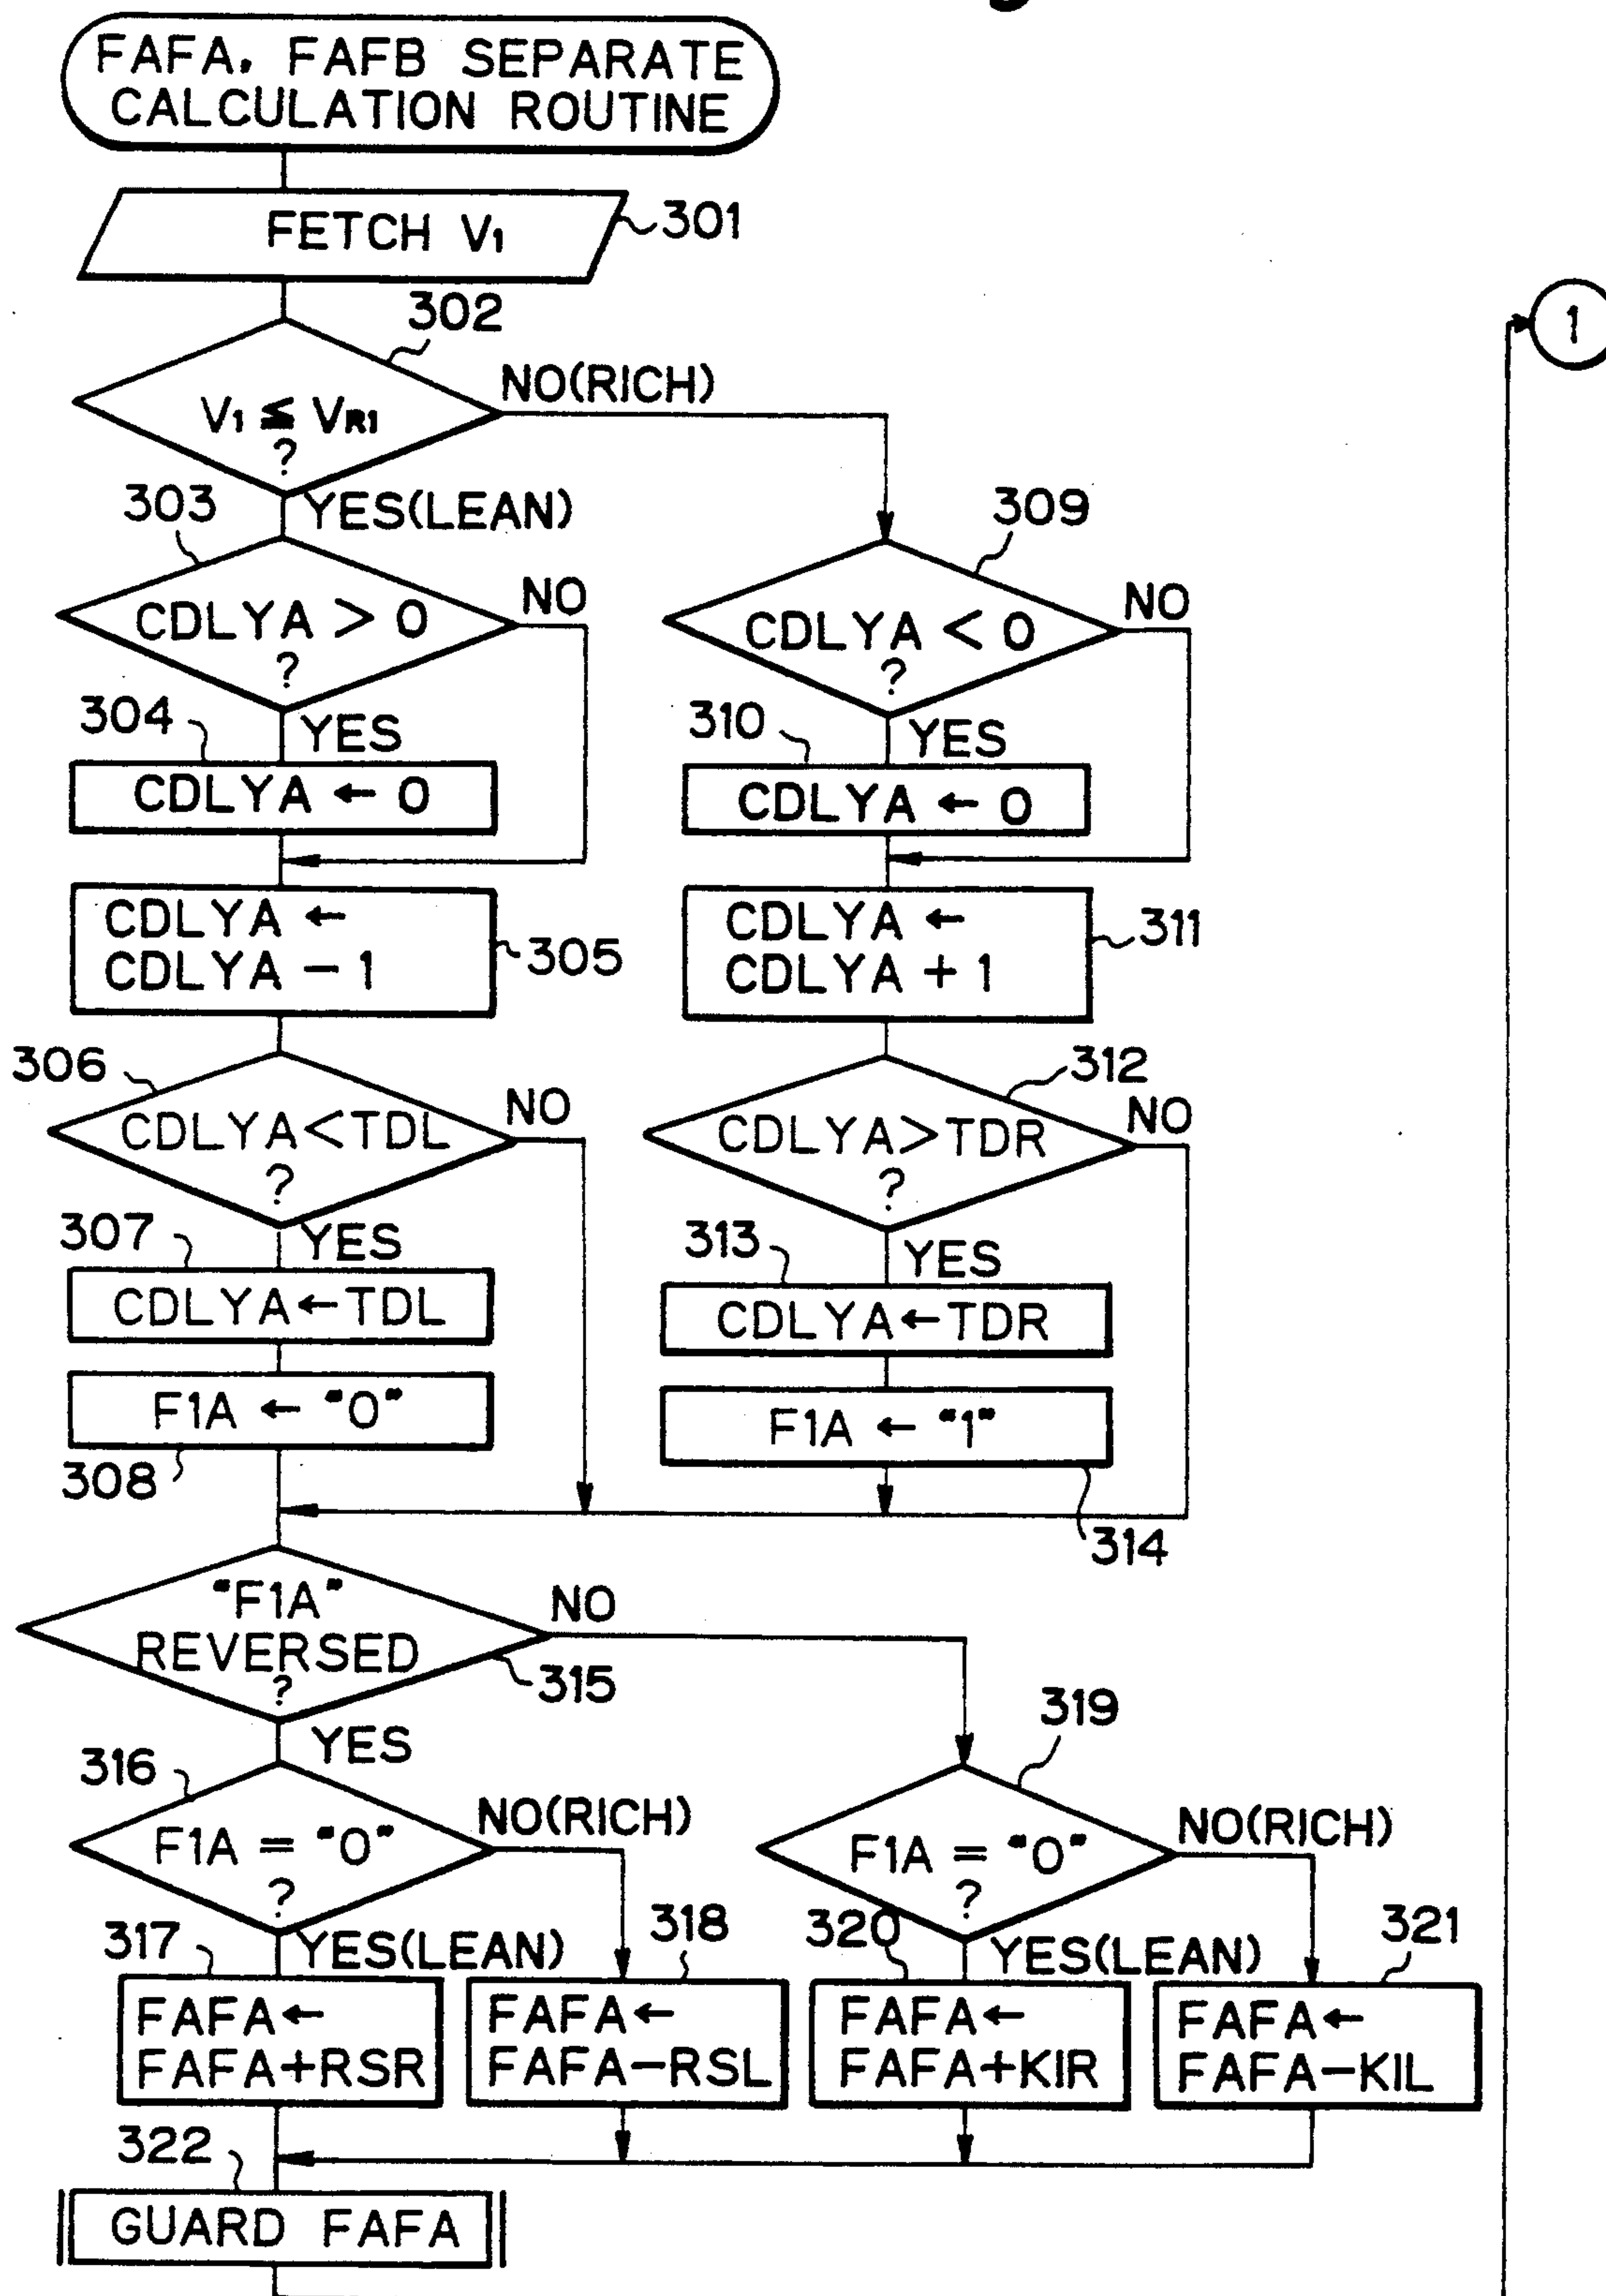 FAFA, FAFB SEPARATE
CALCULATION ROUTINE
FETCH V1
301
1
302
V1 ≦ VR1
?
NO(RICH)
YES(LEAN)
303
CDLYA > 0
?
NO
309
CDLYA < 0
?
NO
304
YES
CDLYA ← 0
310
YES
CDLYA ← 0
CDLYA ←
CDLYA - 1
305
CDLYA ←
CDLYA + 1
311
306
CDLYA<TDL
?
NO
312
CDLYA>TDR
?
NO
307
YES
CDLYA←TDL
313
YES
CDLYA←TDR
F1A ← "0"
308
F1A ← "1"
314
"F1A"
REVERSED
?
NO
315
YES
316
F1A = "0"
?
NO(RICH)
319
F1A = "0"
?
NO(RICH)
317
YES(LEAN)
318
320
YES(LEAN)
321
FAFA←
FAFA+RSR
FAFA←
FAFA-RSL
FAFA←
FAFA+KIR
FAFA←
FAFA-KIL
322
GUARD FAFA